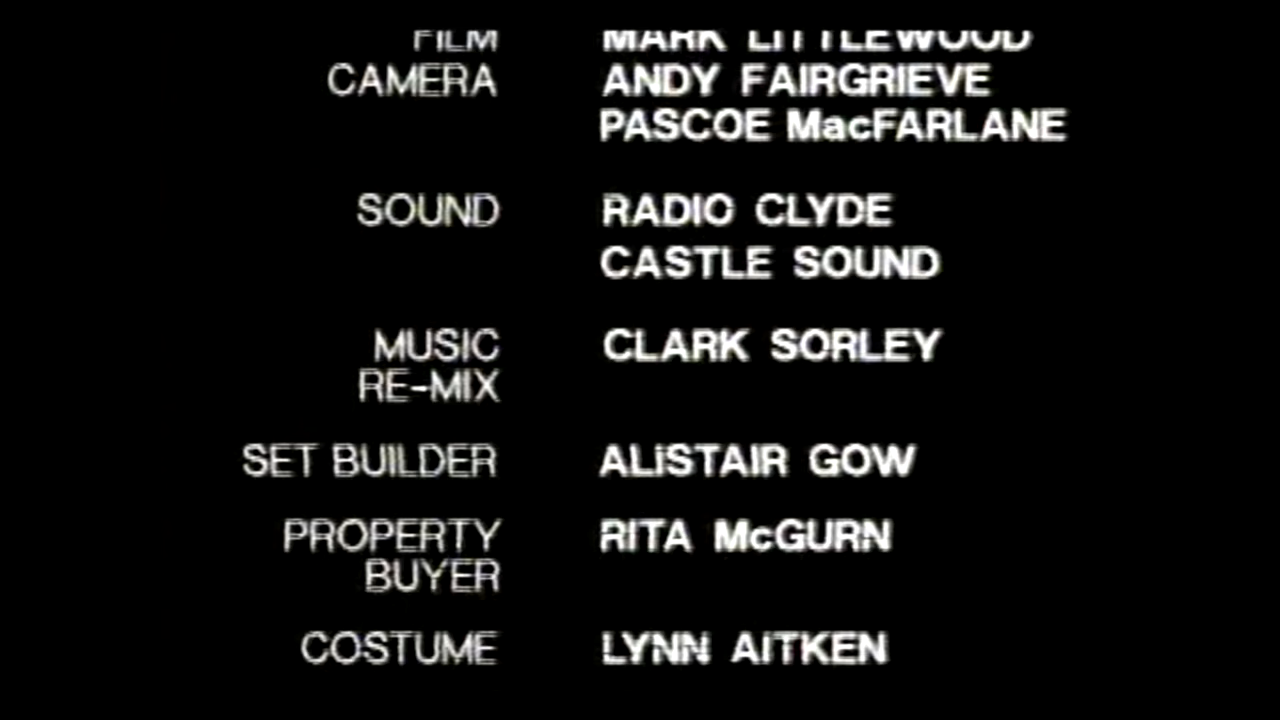 FILM MARK LITTLEWOOD
CAMERA ANDY FAIRGRIEVE
PASCOE MacFARLANE
SOUND RADIO CLYDE
CASTLE SOUND
MUSIC CLARK SORLEY
RE-MIX
SET BUILDER ALiSTAIR GOW
PROPERTY RITA McGURN
BUYER
COSTUME LYNN AiTKEN